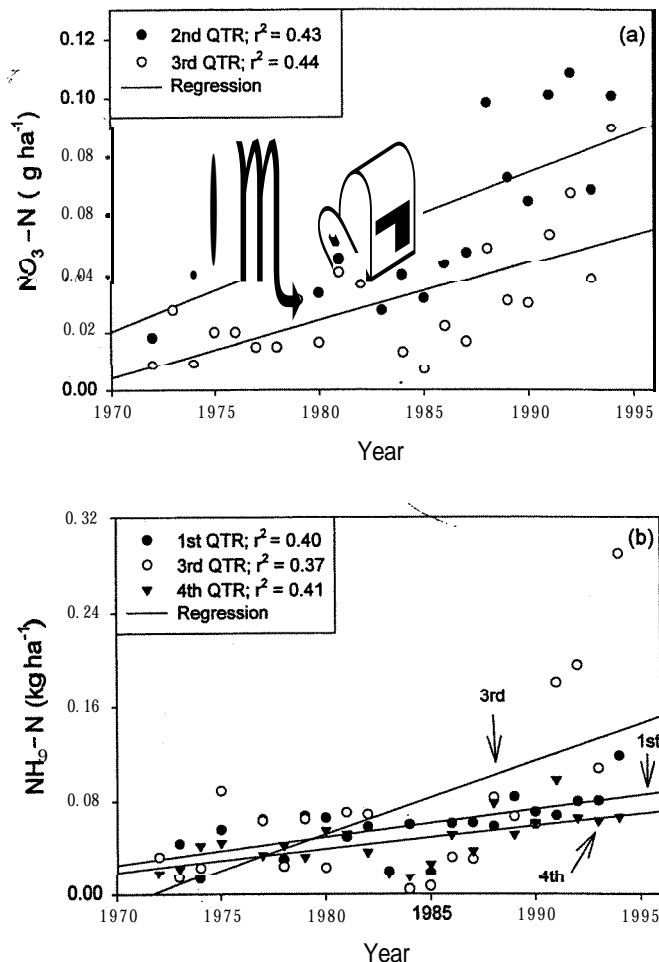 (a)
2nd QTR; r² = 0.43
3rd QTR; r² = 0.44
Regression
0.12
0.10
0.08
0.08
0.04
0.02
0.00
NO₃-N ( g ha⁻¹)
1970
1975
1980
1985
1990
1995
Year
(b)
1st QTR; r² = 0.40
3rd QTR; r² = 0.37
4th QTR; r² = 0.41
Regression
0.32
0.24
0.16
0.08
0.00
(kg ha⁻¹)
3rd
1st
4th
1970
1975
1980
1985
1990
1995
Year